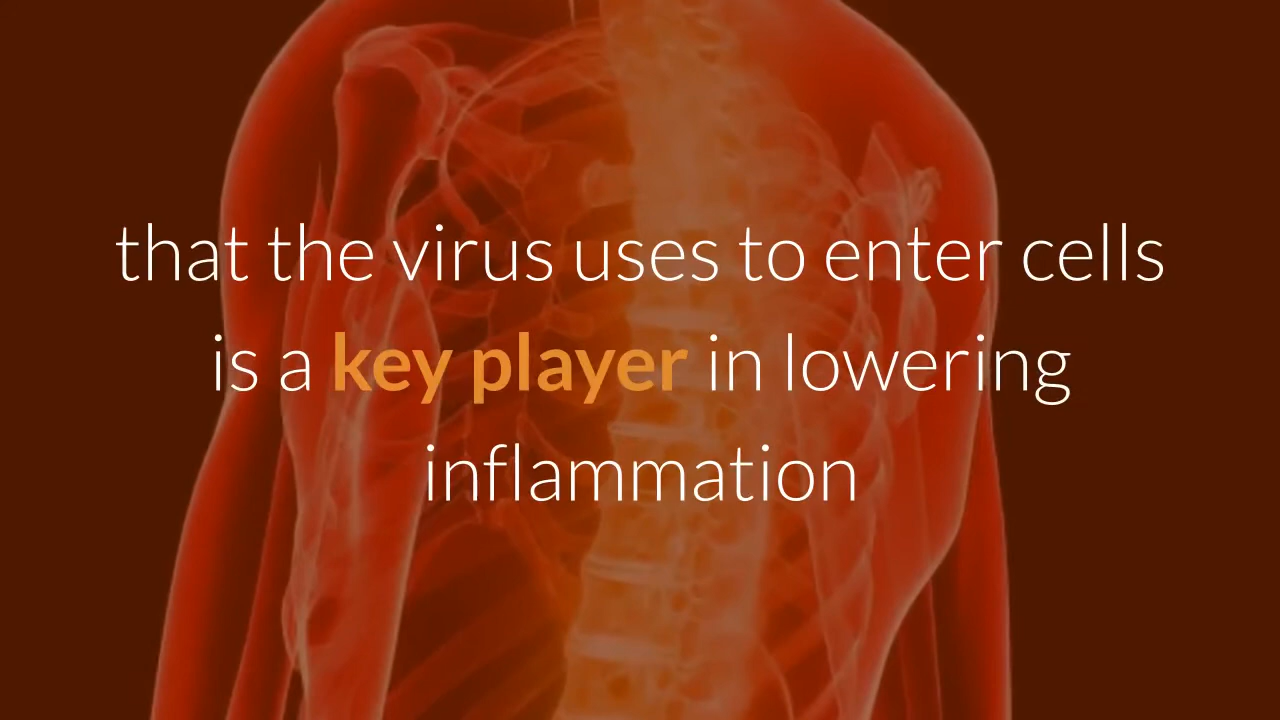 that the virus uses to enter cells
is a key player in lowering
inflammation